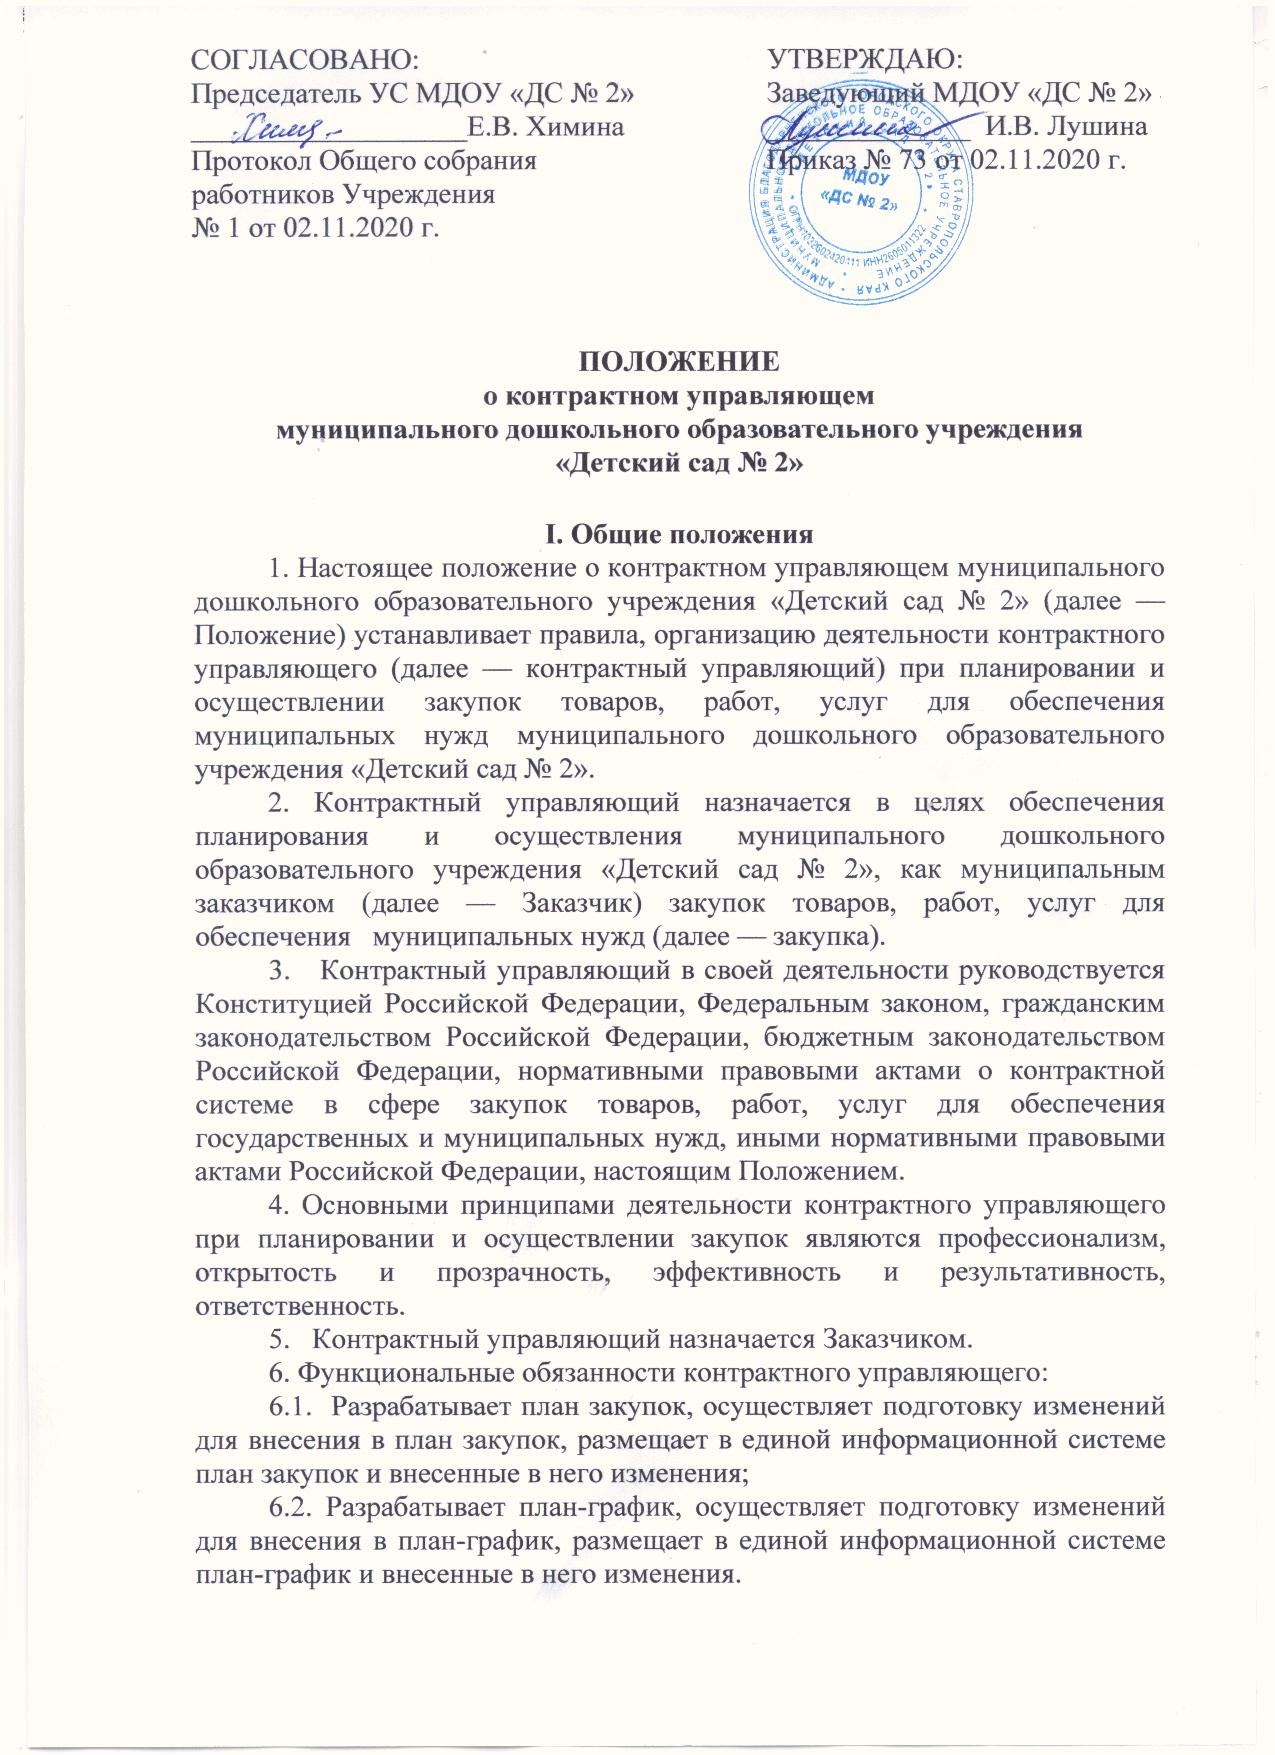 СОГЛАСОВАНО:
Председатель УС МДОУ «ДС № 2»
Е.В. Химина
Протокол Общего собрания
работников Учреждения
№ 1 от 02.11.2020 г.
УТВЕРЖДАЮ:
Заведующий МДОУ «ДС № 2»
И.В. Лушина
Приказ № 73 от 02.11.2020 г.
МДОУ
«ДС № 2»
ПОЛОЖЕНИЕ
о контрактном управляющем
муниципального дошкольного образовательного учреждения
«Детский сад № 2»
I. Общие положения
1. Настоящее положение о контрактном управляющем муниципального
дошкольного образовательного учреждения «Детский сад № 2» (далее —
Положение) устанавливает правила, организацию деятельности контрактного
управляющего (далее — контрактный управляющий) при планировании и
осуществлении закупок товаров, работ, услуг для обеспечения
муниципальных нужд муниципального дошкольного образовательного
учреждения «Детский сад № 2».
2. Контрактный управляющий назначается в целях обеспечения
планирования и осуществления муниципального дошкольного
образовательного учреждения «Детский сад № 2», как муниципальным
заказчиком (далее — Заказчик) закупок товаров, работ, услуг для
обеспечения муниципальных нужд (далее — закупка).
3. Контрактный управляющий в своей деятельности руководствуется
Конституцией Российской Федерации, Федеральным законом, гражданским
законодательством Российской Федерации, бюджетным законодательством
Российской Федерации, нормативными правовыми актами о контрактной
системе в сфере закупок товаров, работ, услуг для обеспечения
государственных и муниципальных нужд, иными нормативными правовыми
актами Российской Федерации, настоящим Положением.
4. Основными принципами деятельности контрактного управляющего
при планировании и осуществлении закупок являются профессионализм,
открытость и прозрачность, эффективность и результативность,
ответственность.
5. Контрактный управляющий назначается Заказчиком.
6. Функциональные обязанности контрактного управляющего:
6.1. Разрабатывает план закупок, осуществляет подготовку изменений
для внесения в план закупок, размещает в единой информационной системе
план закупок и внесенные в него изменения;
6.2. Разрабатывает план-график, осуществляет подготовку изменений
для внесения в план-график, размещает в единой информационной системе
план-график и внесенные в него изменения.